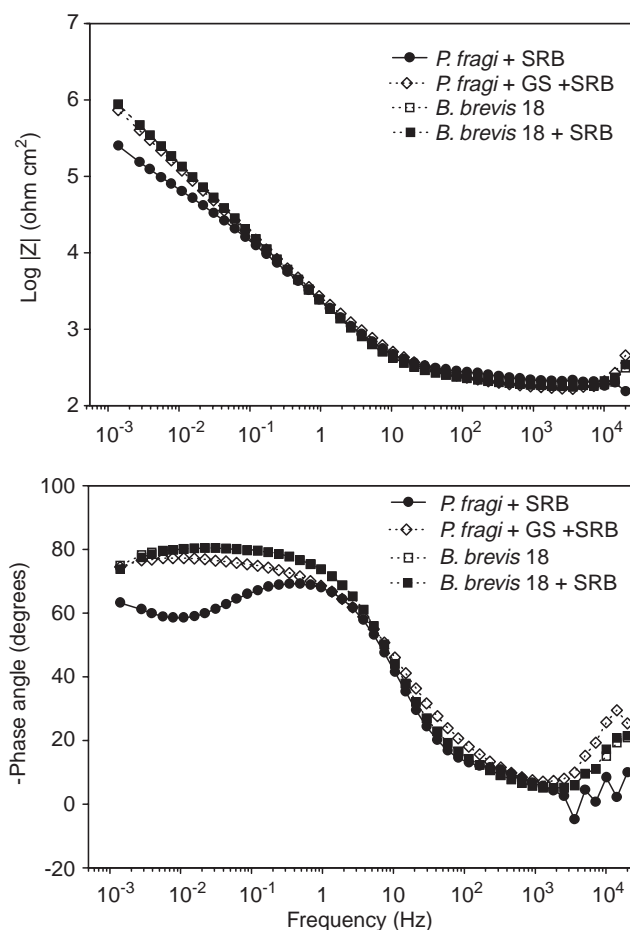 7
6
5
4
3
2
Log |Z| (ohm cm²)
P. fragi + SRB
P. fragi + GS +SRB
B. brevis 18
B. brevis 18 + SRB
10⁻³ 10⁻² 10⁻¹ 1 10 10² 10³ 10⁴
100
80
60
40
20
0
-20
-Phase angle (degrees)
P. fragi + SRB
P. fragi + GS +SRB
B. brevis 18
B. brevis 18 + SRB
10⁻³ 10⁻² 10⁻¹ 1 10 10² 10³ 10⁴
Frequency (Hz)